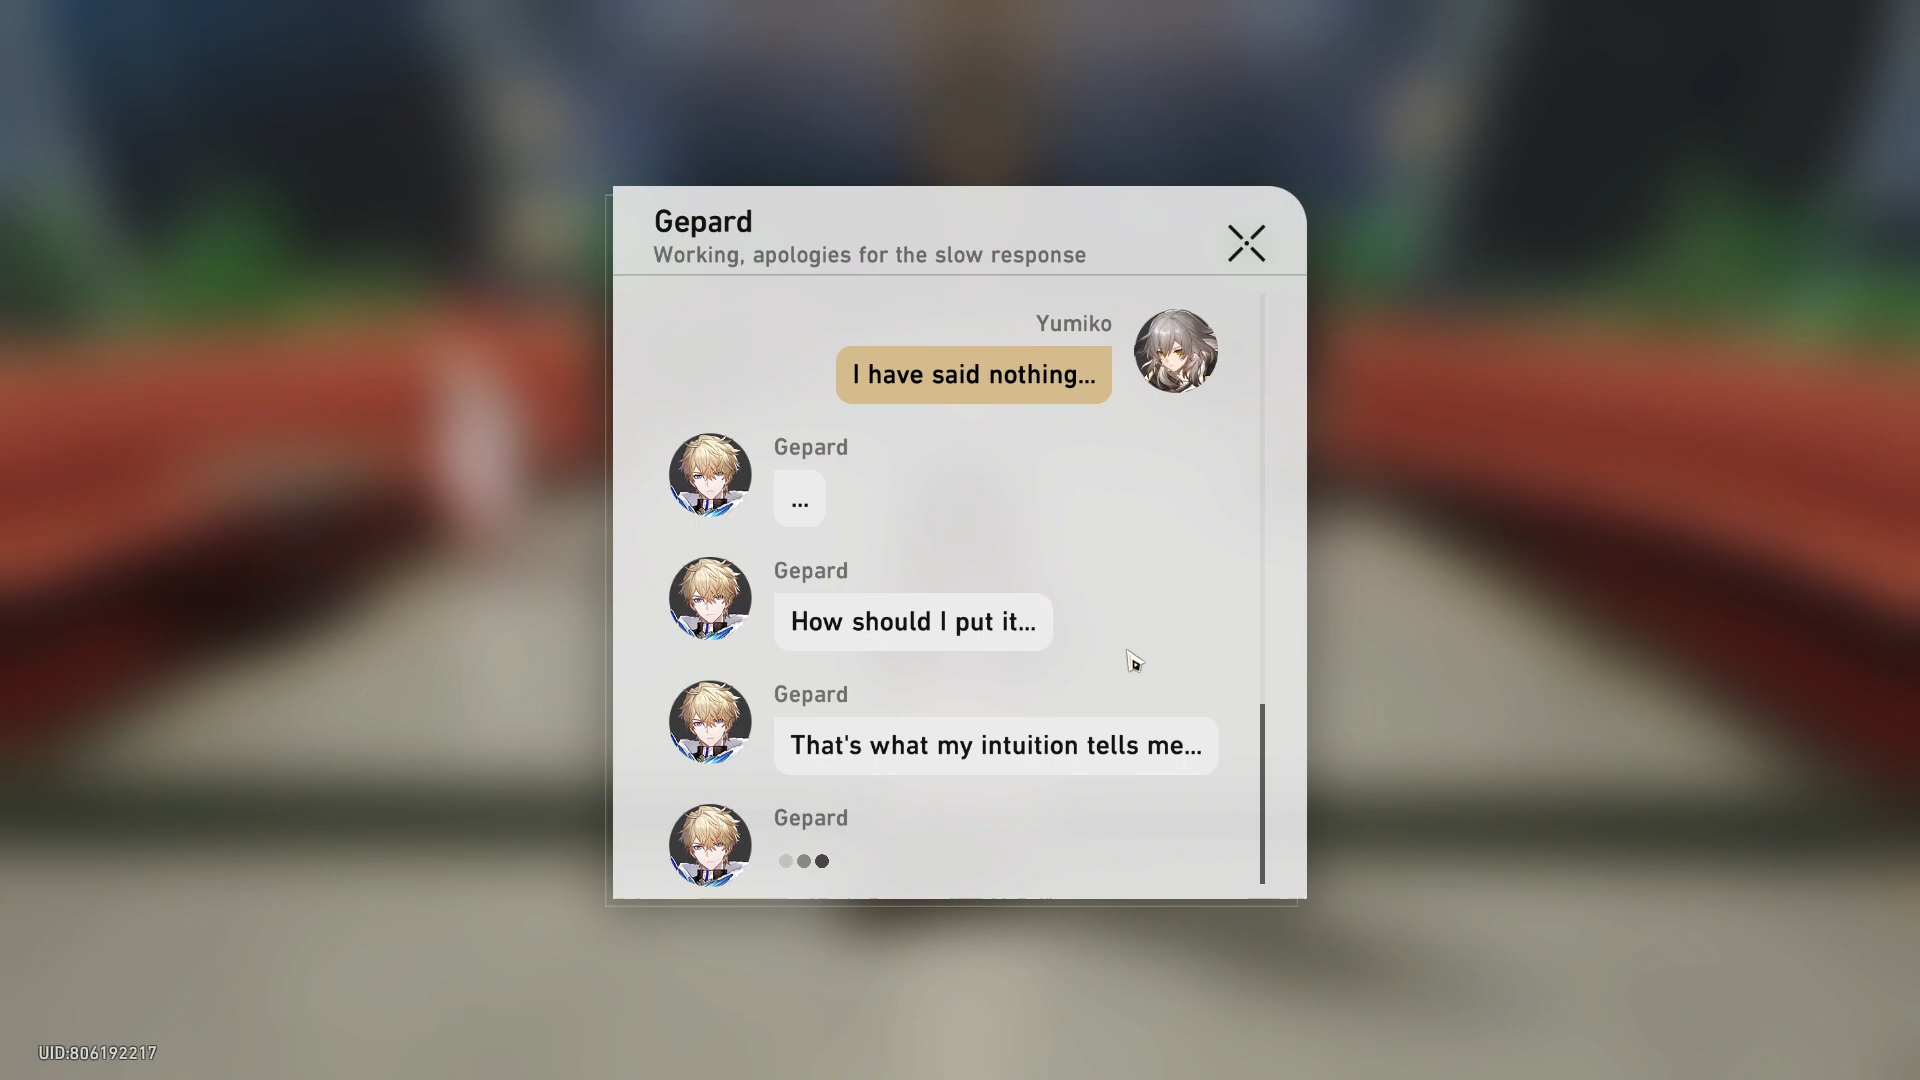 Gepard
Working, apologies for the slow response
Yumiko
I have said nothing...
Gepard
...
Gepard
How should I put it...
Gepard
That's what my intuition tells me...
Gepard
UID:806192217